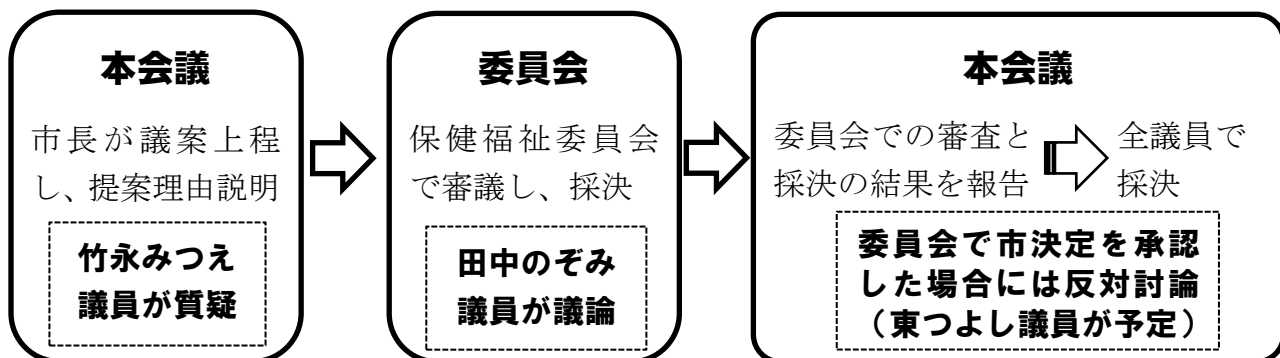 本会議
市長が議案上程
し、提案理由説明
竹永みつえ
議員が質疑
委員会
保健福祉委員会
で審議し、採決
田中のぞみ
議員が議論
本会議
委員会での審査と
採決の結果を報告
全議員で
採決
委員会で市決定を承認
した場合には反対討論
（東つよし議員が予定）